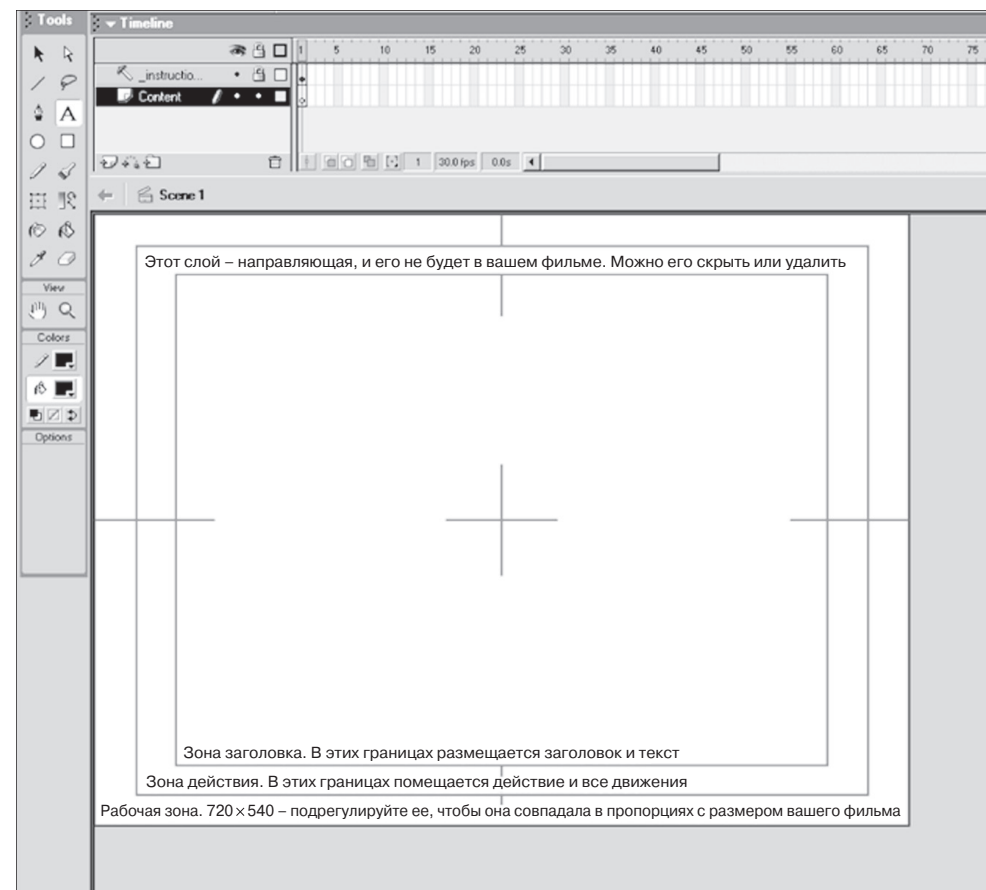 Tools
Timeline
1 5 10 15 20 25 30 35 40 45 50 55 60 65 70 75
_instructio...
Content
1 30.0 fps 0.0s
Scene 1
View
Colors
Options
Этот слой – направляющая, и его не будет в вашем фильме. Можно его скрыть или удалить
Зона заголовка. В этих границах размещается заголовок и текст
Зона действия. В этих границах помещается действие и все движения
Рабочая зона. 720×540 – подрегулируйте ее, чтобы она совпадала в пропорциях с размером вашего фильма